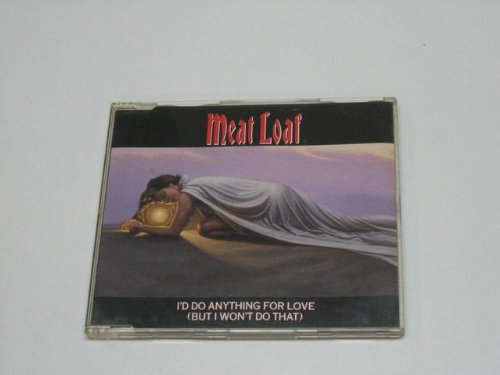 Meat Loaf
I'D DO ANYTHING FOR LOVE
(BUT I WON'T DO THAT)